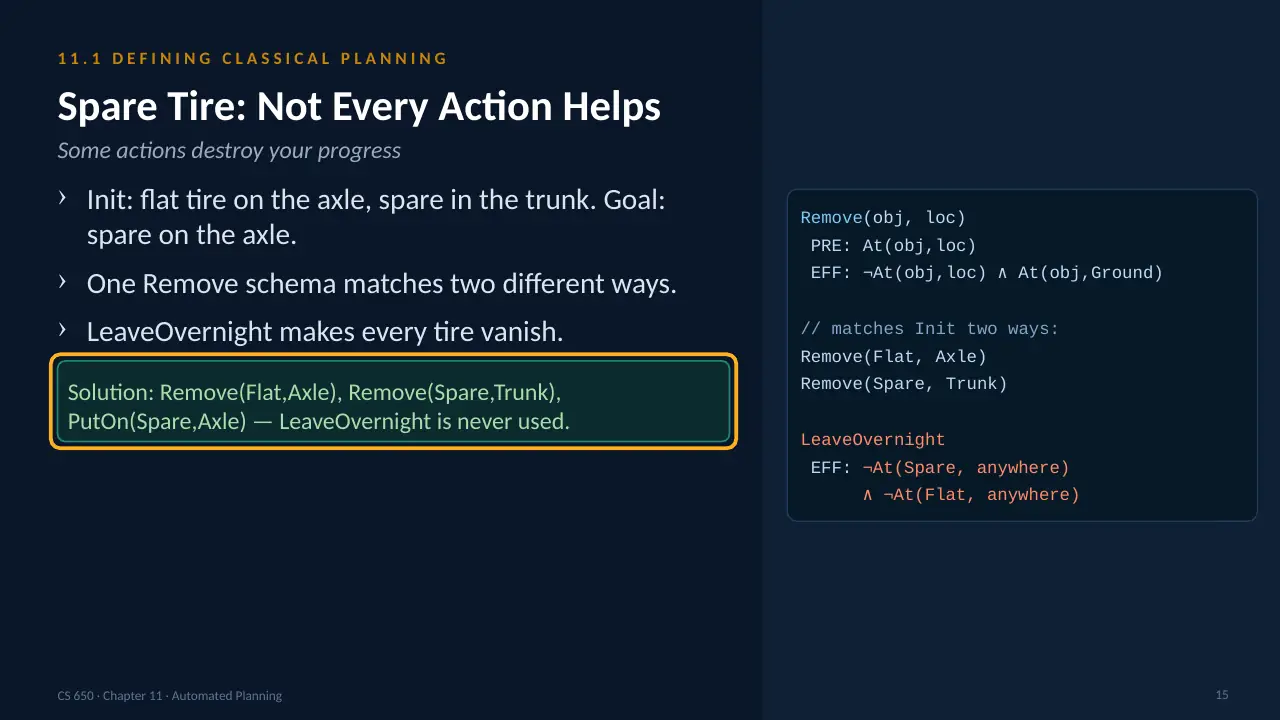 11.1 DEFINING CLASSICAL PLANNING
Spare Tire: Not Every Action Helps
Some actions destroy your progress
› Init: flat tire on the axle, spare in the trunk. Goal:
spare on the axle.
› One Remove schema matches two different ways.
› LeaveOvernight makes every tire vanish.
Solution: Remove(Flat,Axle), Remove(Spare,Trunk),
PutOn(Spare,Axle) — LeaveOvernight is never used.
Remove(obj, loc)
PRE: At(obj,loc)
EFF: ¬At(obj,loc) ∧ At(obj,Ground)
// matches Init two ways:
Remove(Flat, Axle)
Remove(Spare, Trunk)
LeaveOvernight
EFF: ¬At(Spare, anywhere)
∧ ¬At(Flat, anywhere)
CS 650 · Chapter 11 · Automated Planning
15